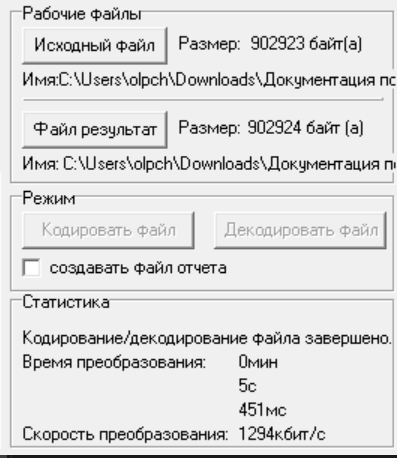 Рабочие файлы
Исходный файл Размер: 902923 байт(а)
Имя:C:\Users\olpch\Downloads\Документация по
Файл результат Размер: 902924 байт (а)
Имя: C:\Users\olpch\Downloads\Документация п
Режим
Кодировать файл Декодировать файл
создавать файл отчета
Статистика
Кодирование/декодирование файла завершено.
Время преобразования: 0мин
5с
451мс
Скорость преобразования: 1294кбит/с